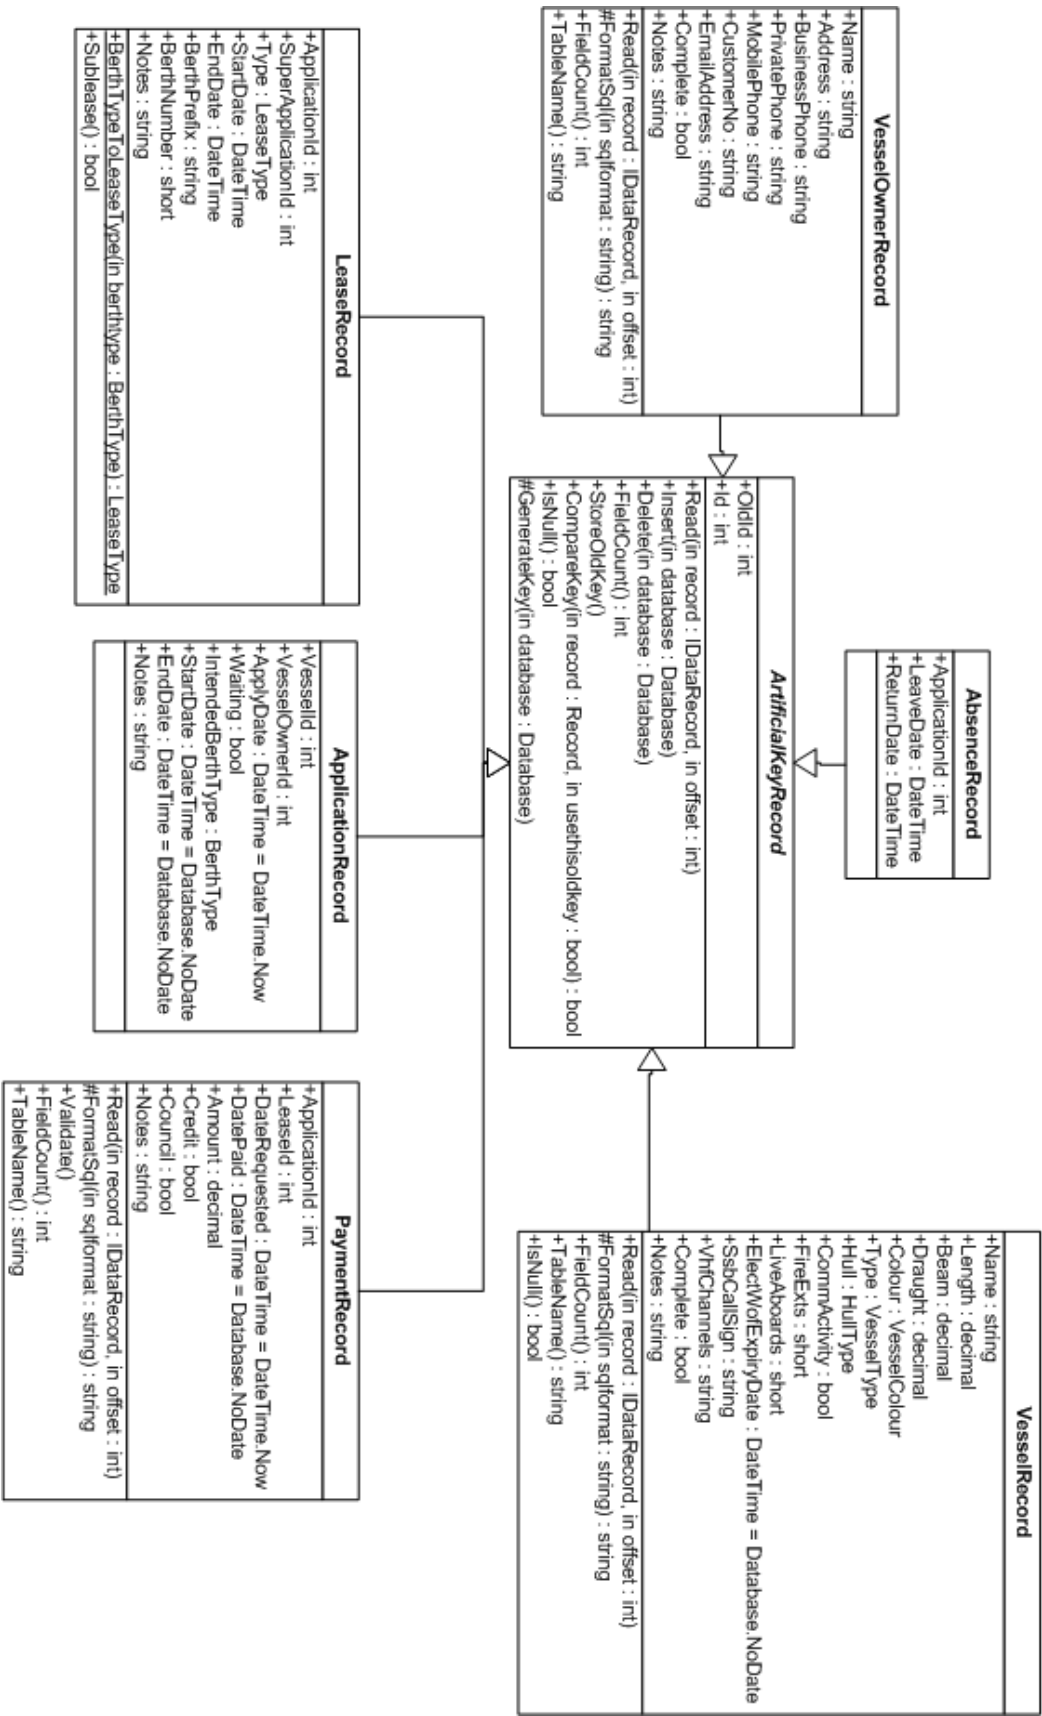 VesselOwnerRecord
+Name : string
+Address : string
+BusinessPhone : string
+PrivatePhone : string
+MobilePhone : string
+CustomerNo : string
+EmailAddress : string
+Complete : bool
+Notes : string
+Read(in record : IDataRecord, in offset : int)
#FormatSql(in sqlformat : string) : string
+FieldCount() : int
+TableName() : string
AbsenceRecord
+ApplicationId : int
+LeaveDate : DateTime
+ReturnDate : DateTime
VesselRecord
+Name : string
+Length : decimal
+Beam : decimal
+Draught : decimal
+Colour : VesselColour
+Type : VesselType
+Hull : HullType
+CommActivity : bool
+FireExts : short
+LiveAboards : short
+ElectWofExpiryDate : DateTime = Database.NoDate
+SsbCallSign : string
+VhfChannels : string
+Complete : bool
+Notes : string
+Read(in record : IDataRecord, in offset : int)
#FormatSql(in sqlformat : string) : string
+FieldCount() : int
+TableName() : string
+IsNull() : bool
ArtificialKeyRecord
+OldId : int
+Id : int
+Read(in record : IDataRecord, in offset : int)
+Insert(in database : Database)
+Delete(in database : Database)
+FieldCount() : int
+StoreOldKey()
+CompareKey(in record : Record, in usethisoldkey : bool) : bool
+IsNull() : bool
#GenerateKey(in database : Database)
LeaseRecord
+ApplicationId : int
+SuperApplicationId : int
+Type : LeaseType
+StartDate : DateTime
+EndDate : DateTime
+BerthPrefix : string
+BerthNumber : short
+Notes : string
+BerthTypeToLeaseType(in berthtype : BerthType) : LeaseType
+Sublease() : bool
ApplicationRecord
+VesselId : int
+VesselOwnerId : int
+ApplyDate : DateTime = DateTime.Now
+Waiting : bool
+IntendedBerthType : BerthType
+StartDate : DateTime = Database.NoDate
+EndDate : DateTime = Database.NoDate
+Notes : string
PaymentRecord
+ApplicationId : int
+LeaseId : int
+DateRequested : DateTime = DateTime.Now
+DatePaid : DateTime = Database.NoDate
+Amount : decimal
+Credit : bool
+Council : bool
+Notes : string
+Read(in record : IDataRecord, in offset : int)
#FormatSql(in sqlformat : string) : string
+Validate()
+FieldCount() : int
+TableName() : string